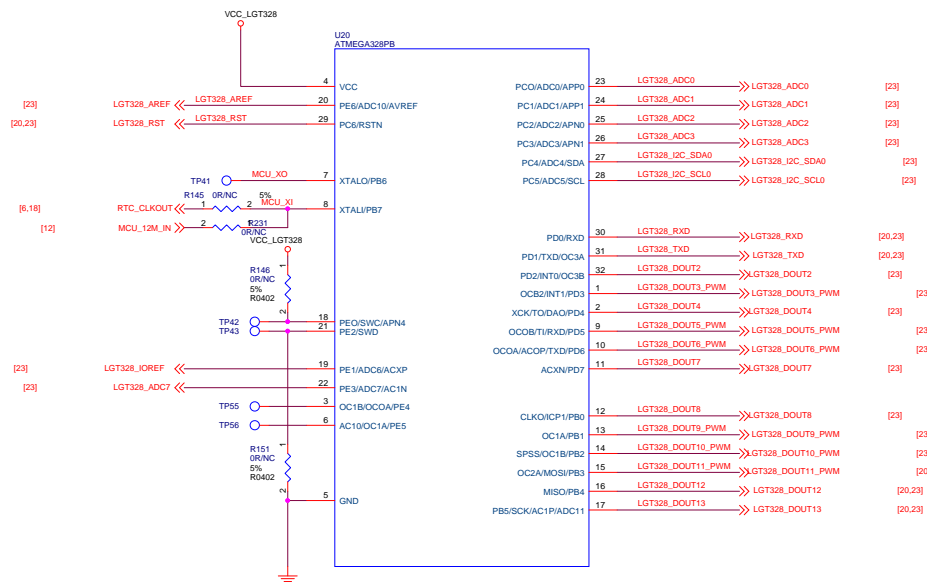 VCC_LGT328
U20
ATMEGA328PB
4 VCC
[23] LGT328_AREF LGT328_AREF 20 PE6/ADC10/AVREF
[20,23] LGT328_RST LGT328_RST 29 PC6/RSTN
TP41 MCU_XO 7 XTALO/PB6
R145 0R/NC 5%
[6,18] RTC_CLKOUT 1 2 MCU_XI 8 XTALI/PB7
[12] MCU_12M_IN 2 1 R231
0R/NC
VCC_LGT328
1
R146
0R/NC
5%
R0402
2
TP42 18 PEO/SWC/APN4
TP43 21 PE2/SWD
[23] LGT328_IOREF 19 PE1/ADC6/ACXP
[23] LGT328_ADC7 22 PE3/ADC7/AC1N
TP55 3 OC1B/OCOA/PE4
TP56 6 AC10/OC1A/PE5
1
R151
0R/NC
5%
R0402
2
5 GND
PCO/ADC0/APP0 23 LGT328_ADC0 LGT328_ADC0 [23]
PC1/ADC1/APP1 24 LGT328_ADC1 LGT328_ADC1 [23]
PC2/ADC2/APN0 25 LGT328_ADC2 LGT328_ADC2 [23]
PC3/ADC3/APN1 26 LGT328_ADC3 LGT328_ADC3 [23]
PC4/ADC4/SDA 27 LGT328_I2C_SDA0 LGT328_I2C_SDA0 [23]
PC5/ADC5/SCL 28 LGT328_I2C_SCL0 LGT328_I2C_SCL0 [23]
PD0/RXD 30 LGT328_RXD LGT328_RXD [20,23]
PD1/TXD/OC3A 31 LGT328_TXD LGT328_TXD [20,23]
PD2/INT0/OC3B 32 LGT328_DOUT2 LGT328_DOUT2 [23]
OCB2/INT1/PD3 1 LGT328_DOUT3_PWM LGT328_DOUT3_PWM [23
XCK/TO/DAO/PD4 2 LGT328_DOUT4 LGT328_DOUT4 [23]
OCOB/TI/RXD/PD5 9 LGT328_DOUT5_PWM LGT328_DOUT5_PWM [23
OCOA/ACOP/TXD/PD6 10 LGT328_DOUT6_PWM LGT328_DOUT6_PWM [23
ACXN/PD7 11 LGT328_DOUT7 LGT328_DOUT7 [23]
CLKO/ICP1/PB0 12 LGT328_DOUT8 LGT328_DOUT8 [23]
OC1A/PB1 13 LGT328_DOUT9_PWM LGT328_DOUT9_PWM [23
SPSS/OC1B/PB2 14 LGT328_DOUT10_PWM LGT328_DOUT10_PWM [23
OC2A/MOSI/PB3 15 LGT328_DOUT11_PWM LGT328_DOUT11_PWM [20
MISO/PB4 16 LGT328_DOUT12 LGT328_DOUT12 [20,23]
PB5/SCK/AC1P/ADC11 17 LGT328_DOUT13 LGT328_DOUT13 [20,23]